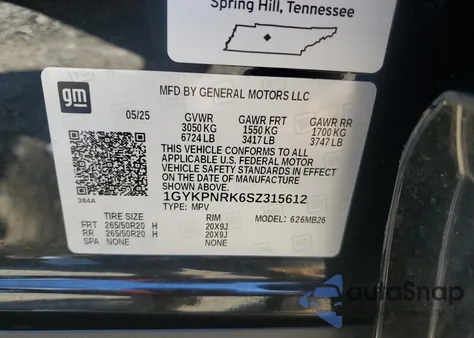 Spring Hill, Tennessee
gm
MFD BY GENERAL MOTORS LLC
05/25 GVWR GAWR FRT GAWR RR
3050 KG 1550 KG 1700 KG
6724 LB 3417 LB 3747 LB
THIS VEHICLE CONFORMS TO ALL
APPLICABLE U.S. FEDERAL MOTOR
VEHICLE SAFETY STANDARDS IN EFFECT
ON THE DATE OF MANUFACTURE
SHOWN ABOVE.
384A
1GYKPNRK6SZ315612
TYPE: MPV MODEL: 626MB26
TIRE SIZE RIM
FRT 265/50R20 H 20X9J
RR 265/50R20 H 20X9J
SPA NONE NONE
autoSnap